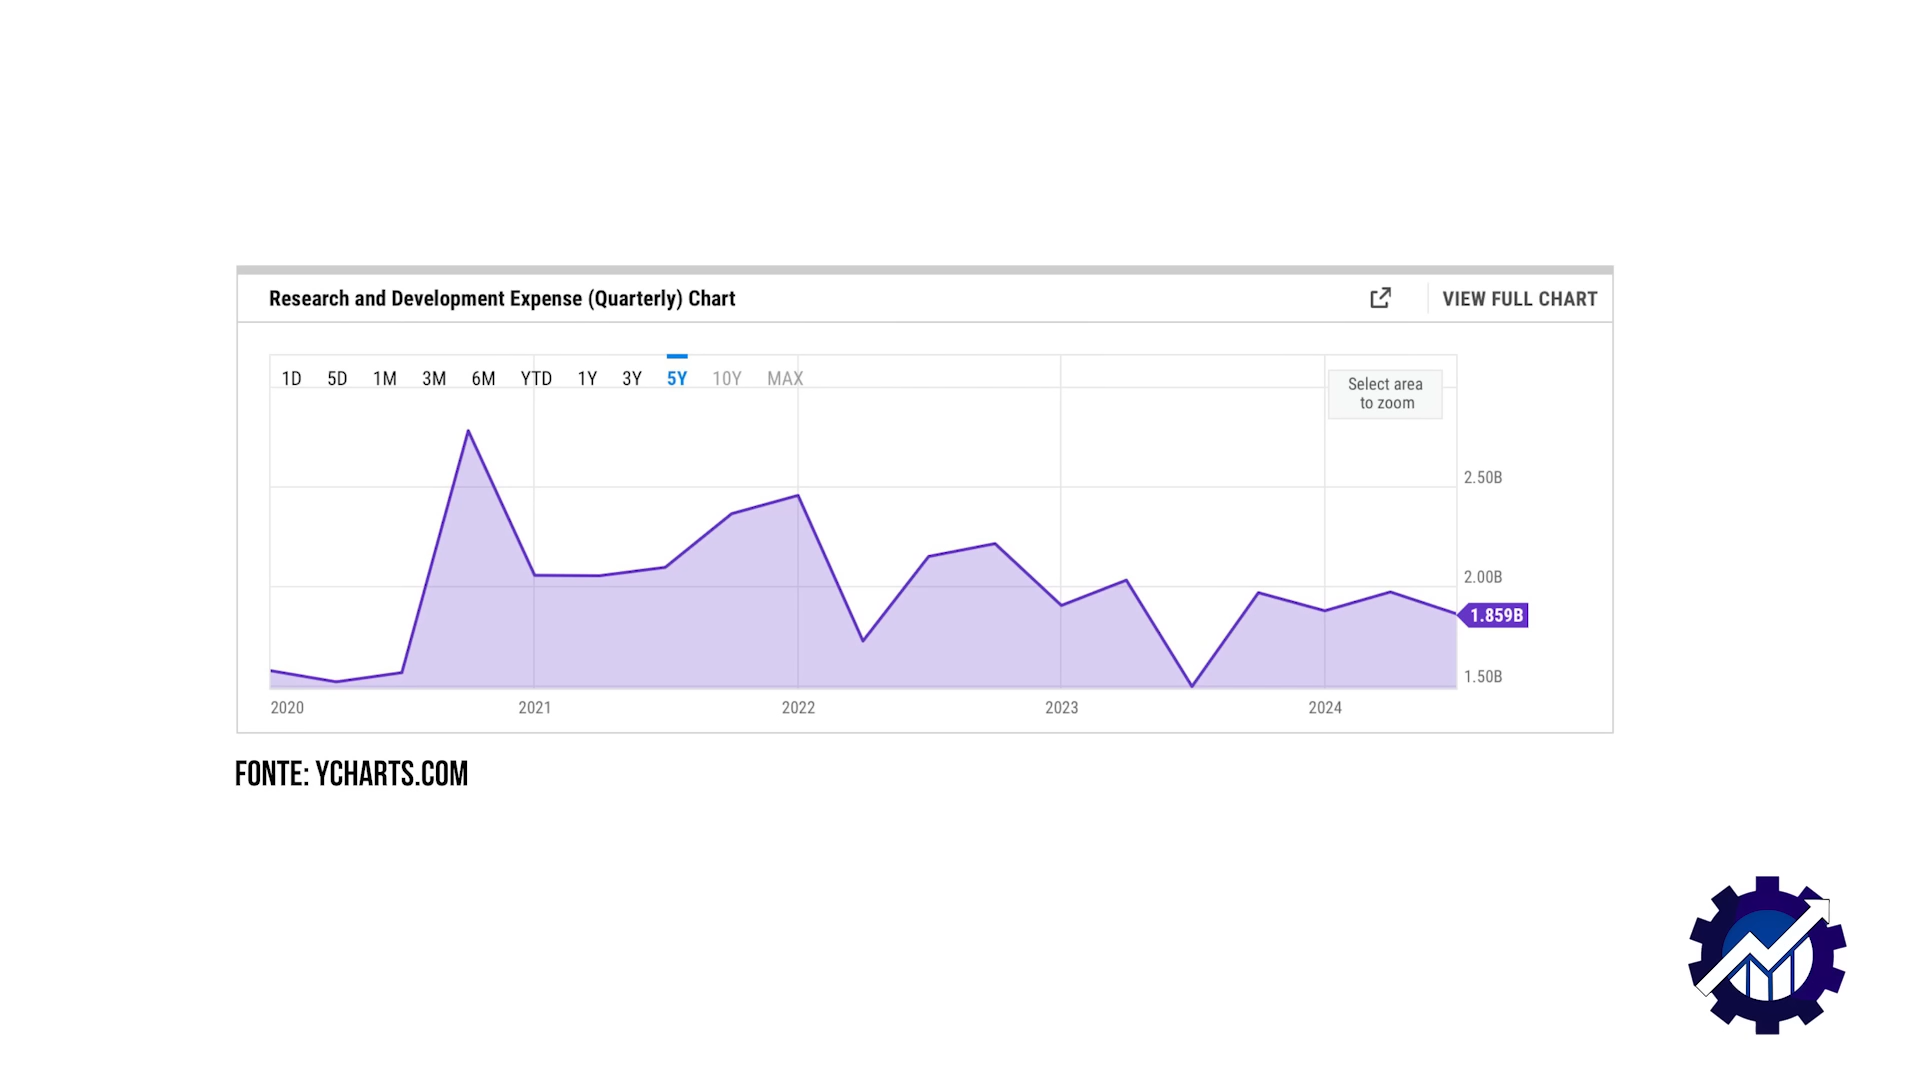 Research and Development Expense (Quarterly) Chart
VIEW FULL CHART
1D 5D 1M 3M 6M YTD 1Y 3Y 5Y 10Y MAX
Select area
to zoom
2.50B
2.00B
1.859B
1.50B
2020 2021 2022 2023 2024
FONTE: YCHARTS.COM